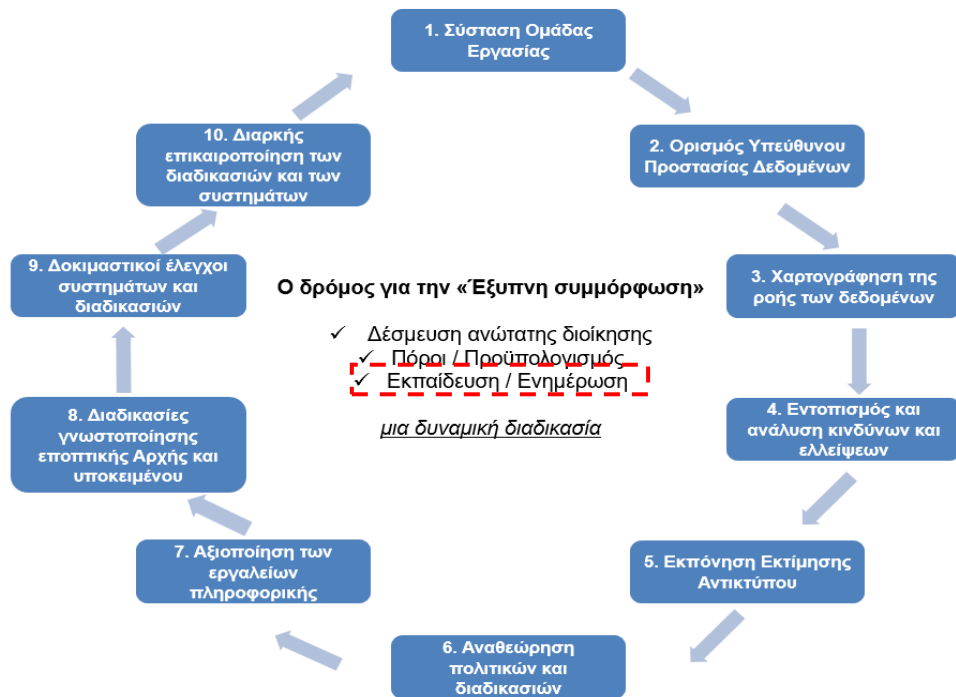 1. Σύσταση Ομάδας
Εργασίας
2. Ορισμός Υπεύθυνου
Προστασίας Δεδομένων
3. Χαρτογράφηση της
ροής των δεδομένων
4. Εντοπισμός και
ανάλυση κινδύνων και
ελλείψεων
5. Εκπόνηση Εκτίμησης
Αντικτύπου
6. Αναθεώρηση
πολιτικών και
διαδικασιών
7. Αξιοποίηση των
εργαλείων
πληροφορικής
8. Διαδικασίες
γνωστοποίησης
εποπτικής Αρχής και
υποκειμένου
9. Δοκιμαστικοί έλεγχοι
συστημάτων και
διαδικασιών
10. Διαρκής
επικαιροποίηση των
διαδικασιών και των
συστημάτων
Ο δρόμος για την «Έξυπνη συμμόρφωση»
✓ Δέσμευση ανώτατης διοίκησης
✓ Πόροι / Προϋπολογισμός
✓ Εκπαίδευση / Ενημέρωση
μια δυναμική διαδικασία